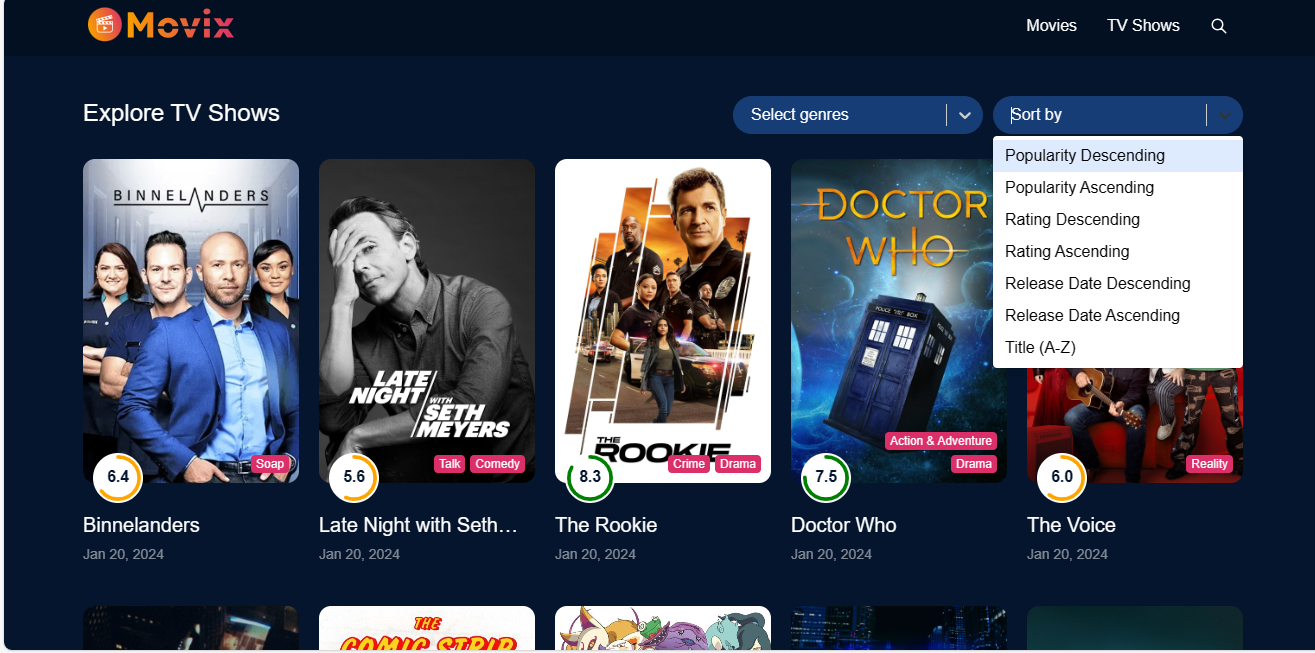 Movix
Movies
TV Shows
Explore TV Shows
Select genres
Sort by
Popularity Descending
Popularity Ascending
Rating Descending
Rating Ascending
Release Date Descending
Release Date Ascending
Title (A-Z)
BINNELANDERS
LATE
NIGHT WITH
SETH
MEYERS
THE
ROOKIE
DOCTOR
WHO
POLICE BOX
6.4
Soap
5.6
Talk
Comedy
8.3
Crime
Drama
7.5
Action & Adventure
Drama
6.0
Reality
Binnelanders
Late Night with Seth…
The Rookie
Doctor Who
The Voice
Jan 20, 2024
Jan 20, 2024
Jan 20, 2024
Jan 20, 2024
Jan 20, 2024
THE
COMIC STRIP